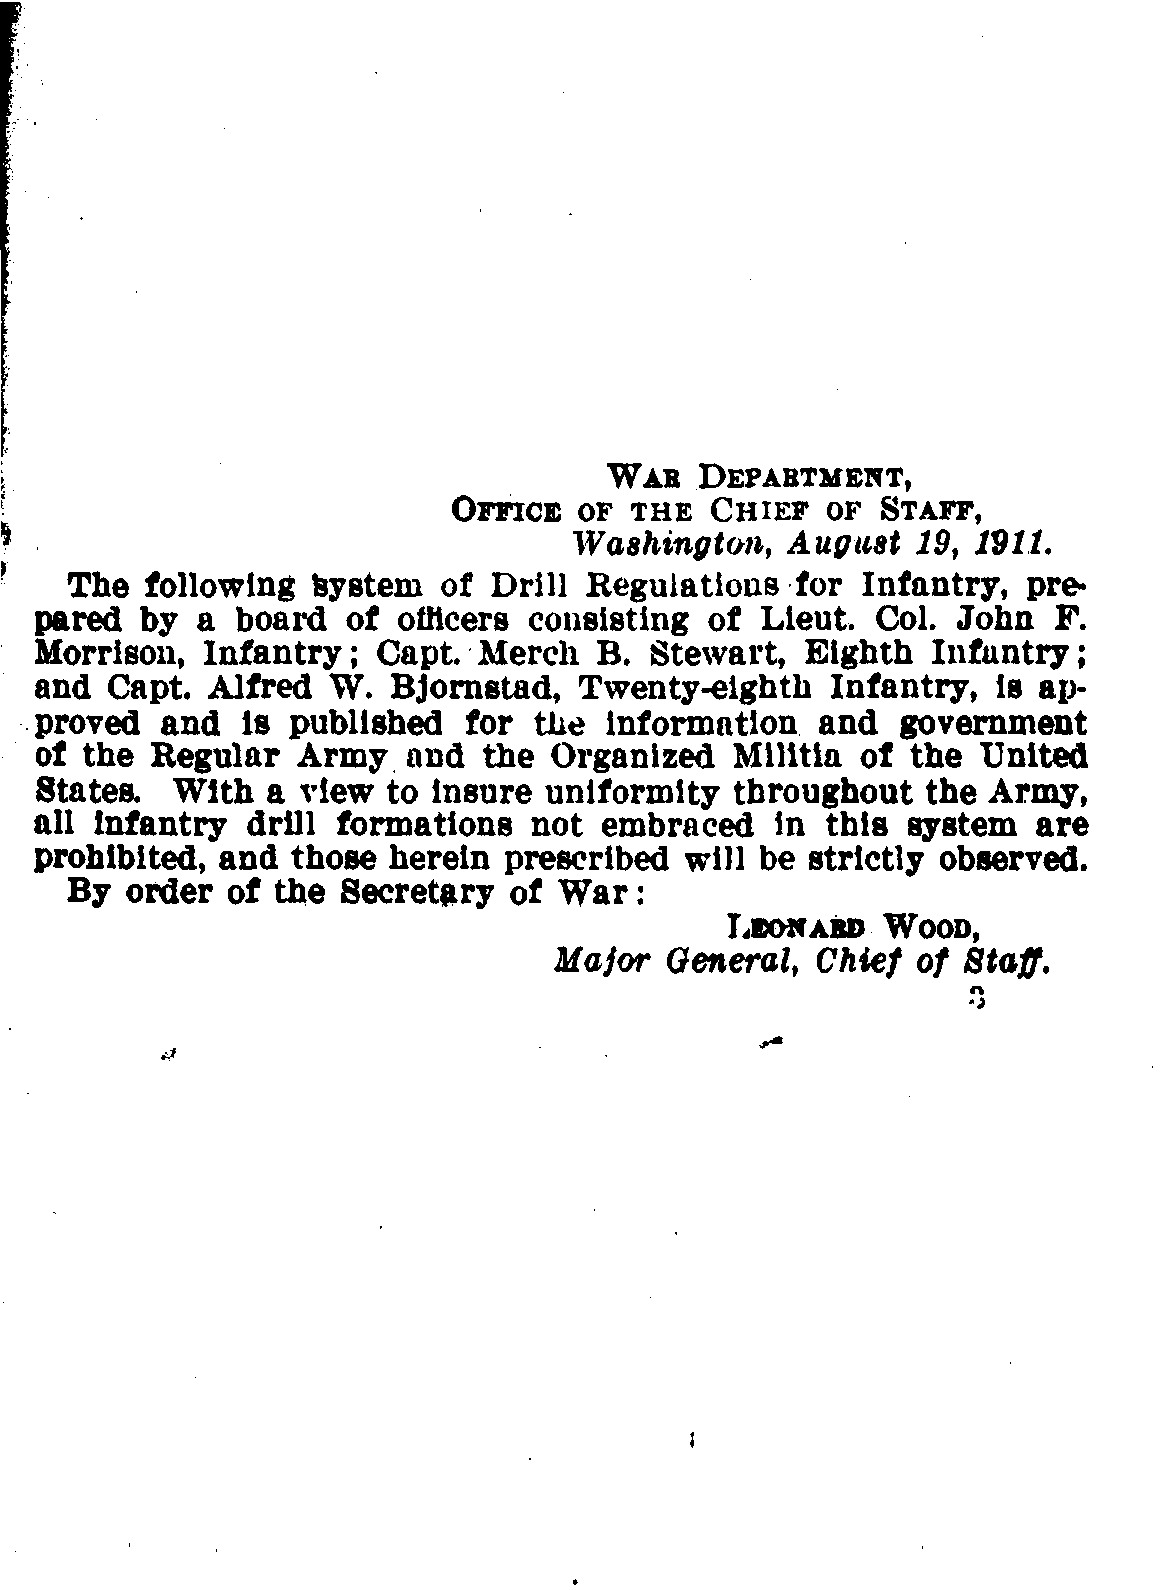 WAR DEPARTMENT,
OFFICE OF THE CHIEF OF STAFF,
Washington, August 19, 1911.
The following system of Drill Regulations for Infantry, pre-
pared by a board of officers consisting of Lieut. Col. John F.
Morrison, Infantry; Capt. Merch B. Stewart, Eighth Infantry;
and Capt. Alfred W. Bjornstad, Twenty-eighth Infantry, is ap-
proved and is published for the information and government
of the Regular Army and the Organized Militia of the United
States. With a view to insure uniformity throughout the Army,
all infantry drill formations not embraced in this system are
prohibited, and those herein prescribed will be strictly observed.
By order of the Secretary of War:
LEONARD WOOD,
Major General, Chief of Staff.
3